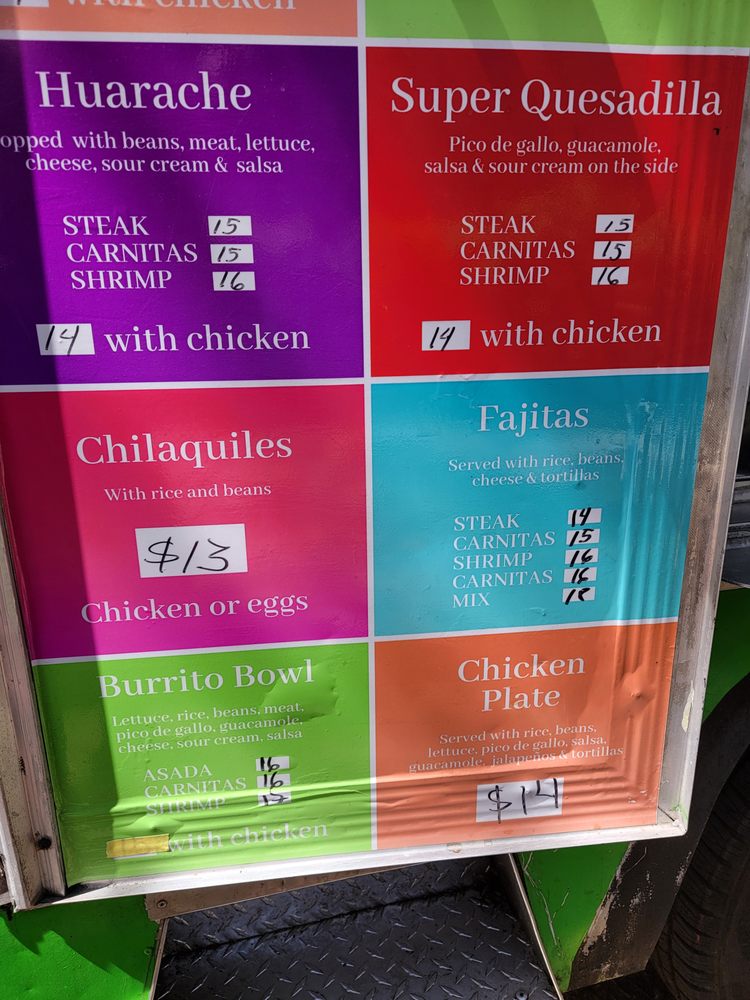 with chicken
Huarache
opped with beans, meat, lettuce,
cheese, sour cream & salsa
STEAK 15
CARNITAS 15
SHRIMP 16
14 with chicken
Super Quesadilla
Pico de gallo, guacamole,
salsa & sour cream on the side
STEAK 15
CARNITAS 15
SHRIMP 16
14 with chicken
Chilaquiles
With rice and beans
$13
Chicken or eggs
Fajitas
Served with rice, beans,
cheese & tortillas
STEAK 14
CARNITAS 15
SHRIMP 16
CARNITAS 16
MIX 18
Burrito Bowl
Lettuce, rice, beans, meat,
pico de gallo, guacamole,
cheese, sour cream, salsa
ASADA 16
CARNITAS 16
SHRIMP
with chicken
Chicken
Plate
Served with rice, beans,
lettuce, pico de gallo, salsa,
guacamole, jalapeños & tortillas
$14